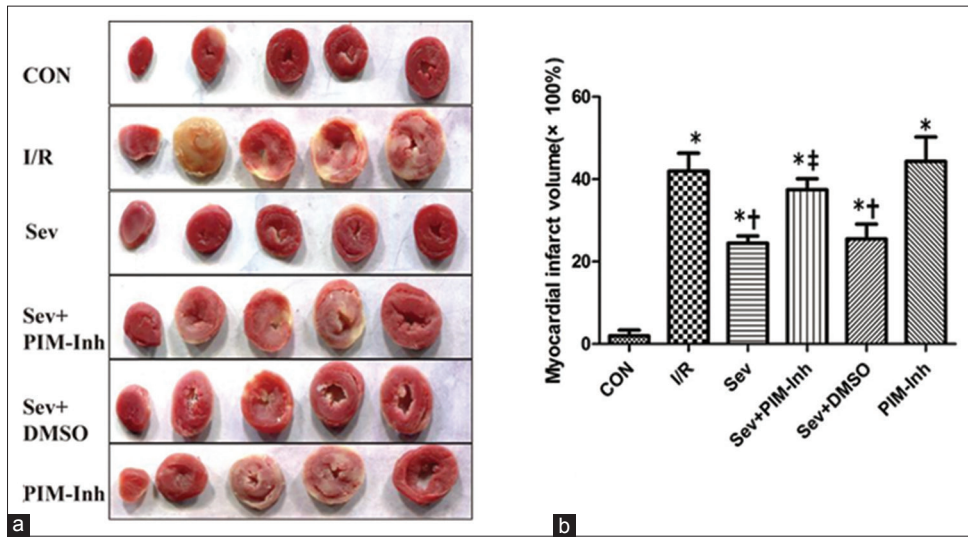 CON
I/R
Sev
Sev+
PIM-Inh
Sev+
DMSO
PIM-Inh
a
Myocardial infarct volume(× 100%)
60
40
20
0
*
*†
*‡
*†
*
CON
I/R
Sev
Sev+PIM-Inh
Sev+DMSO
PIM-Inh
b